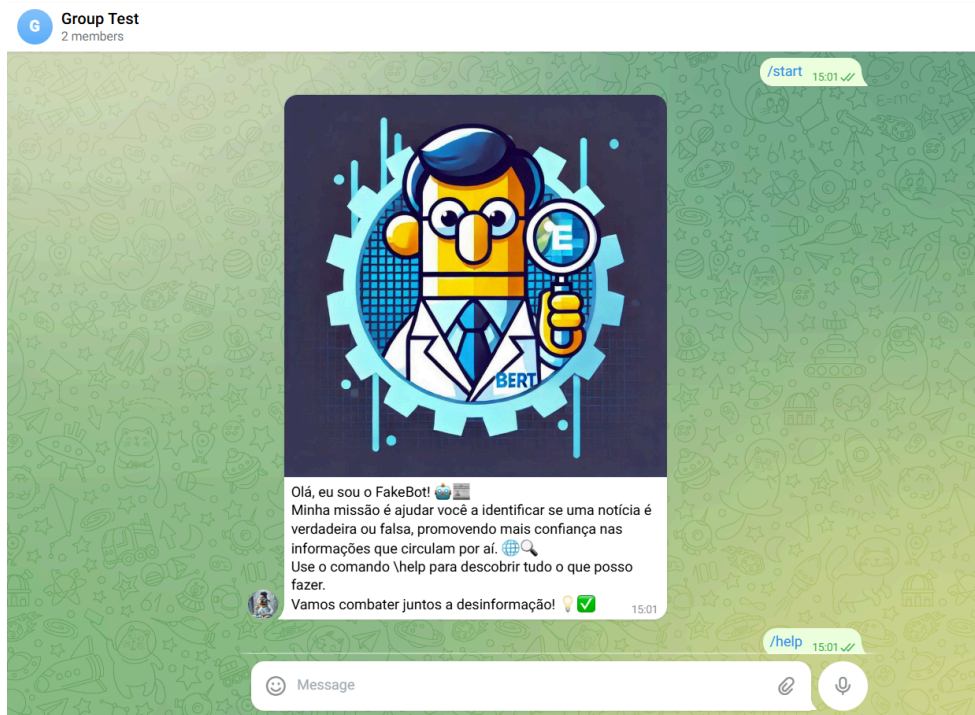 G
Group Test
2 members
/start 15:01
E=mc²
E
BERT
Olá, eu sou o FakeBot! 🤖📰
Minha missão é ajudar você a identificar se uma notícia é
verdadeira ou falsa, promovendo mais confiança nas
informações que circulam por aí. 🌐🔍
Use o comando \help para descobrir tudo o que posso
fazer.
Vamos combater juntos a desinformação! 💡✅ 15:01
/help 15:01
Message